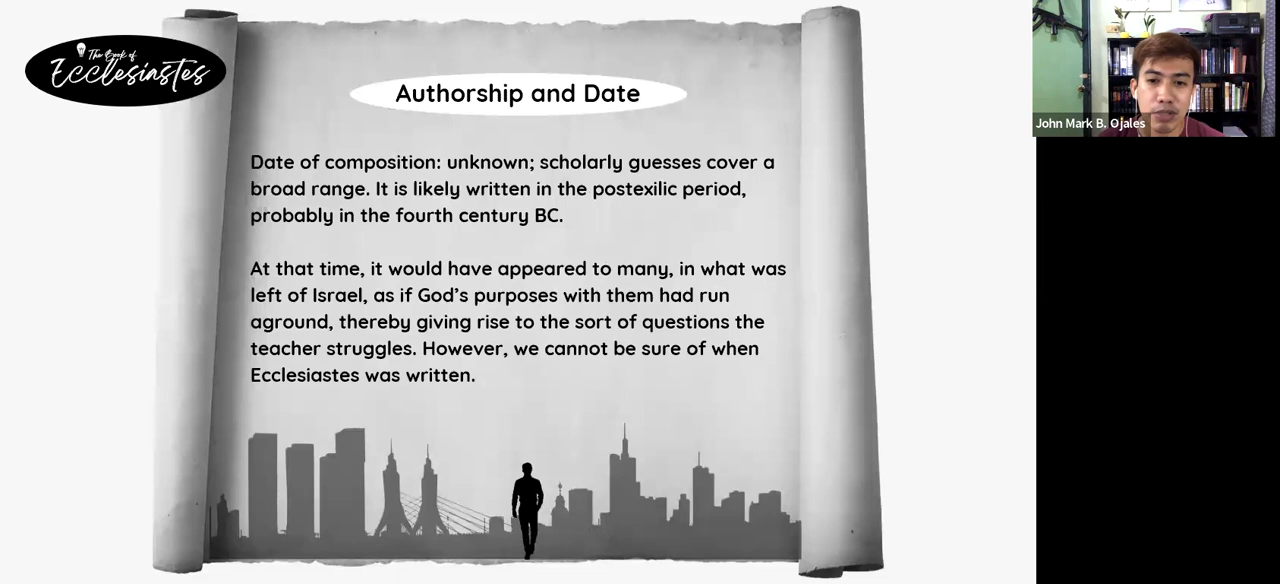 The Book of
Ecclesiastes
Authorship and Date
Date of composition: unknown; scholarly guesses cover a
broad range. It is likely written in the postexilic period,
probably in the fourth century BC.
At that time, it would have appeared to many, in what was
left of Israel, as if God’s purposes with them had run
aground, thereby giving rise to the sort of questions the
teacher struggles. However, we cannot be sure of when
Ecclesiastes was written.
John Mark B. Ojales